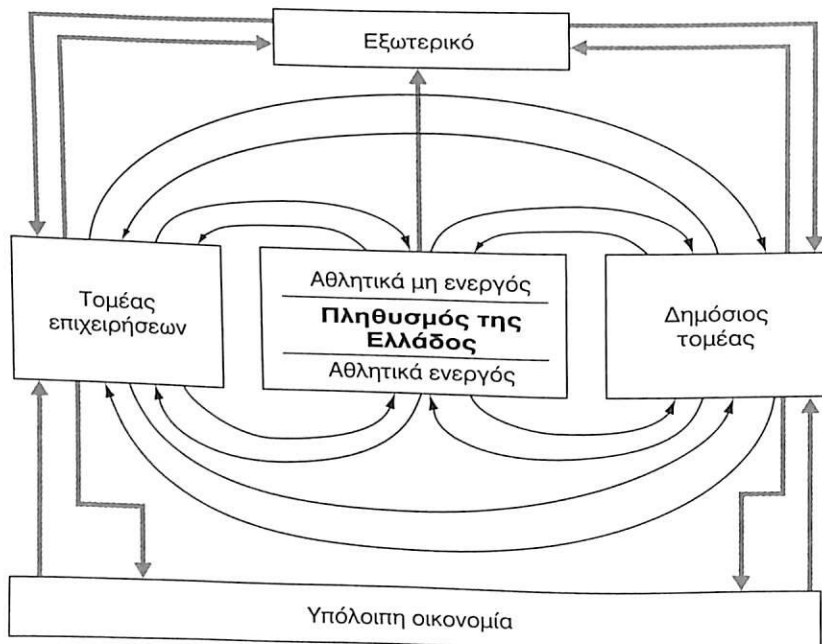 Εξωτερικό
Τομέας
επιχειρήσεων
Αθλητικά μη ενεργός
Πληθυσμός της
Ελλάδος
Αθλητικά ενεργός
Δημόσιος
τομέας
Υπόλοιπη οικονομία